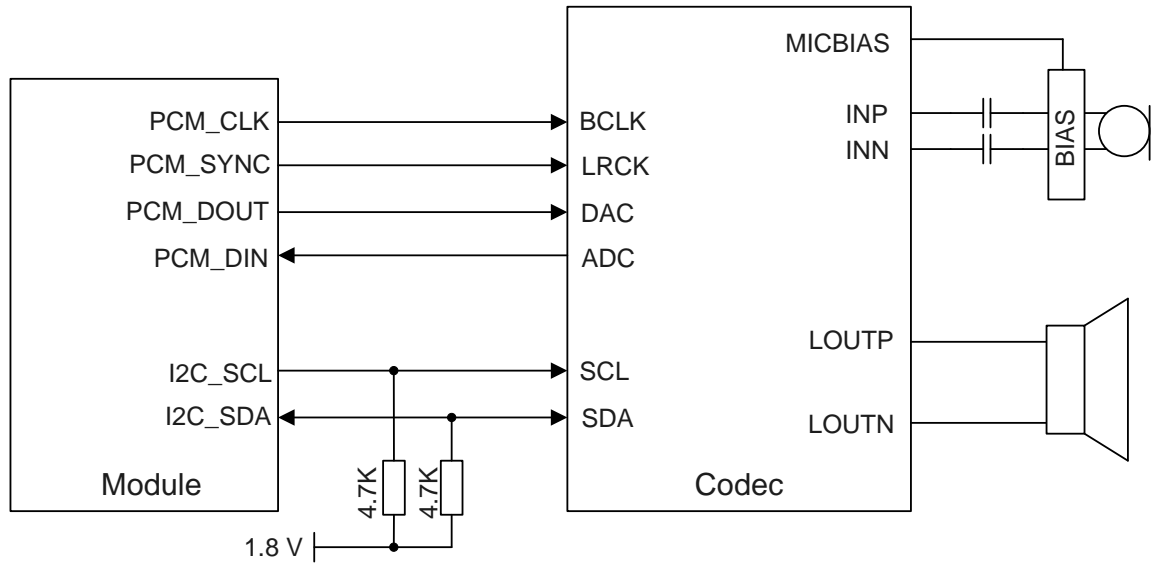 MICBIAS
PCM_CLK
BCLK
INP
BIAS
PCM_SYNC
LRCK
INN
PCM_DOUT
DAC
PCM_DIN
ADC
LOUTP
I2C_SCL
SCL
I2C_SDA
SDA
LOUTN
Module
4.7K
4.7K
Codec
1.8 V